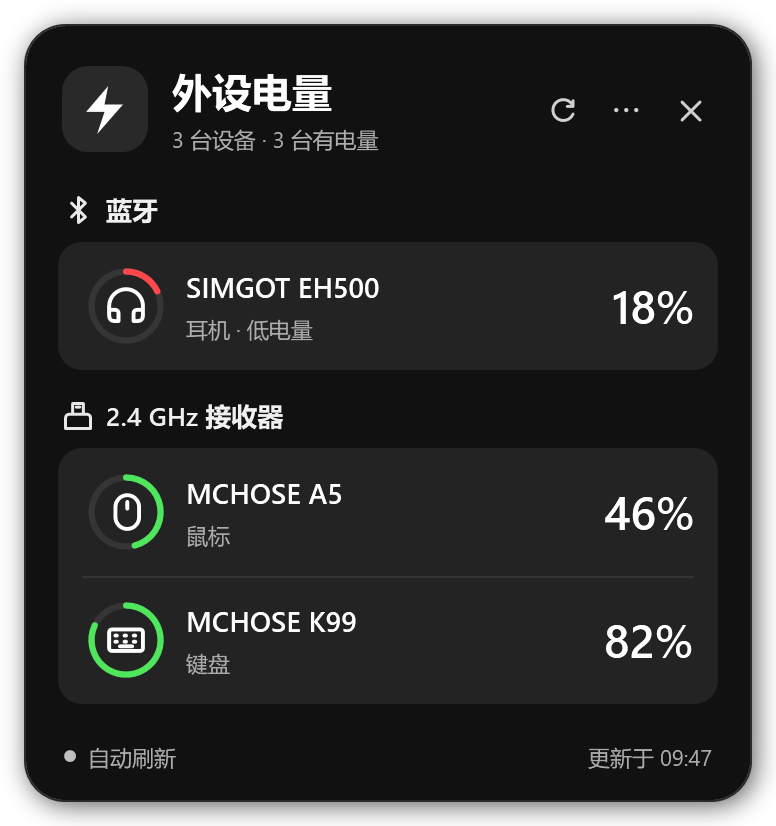 外设电量
3 台设备 · 3 台有电量
蓝牙
SIMGOT EH500
耳机 · 低电量
18%
2.4 GHz 接收器
MCHOSE A5
鼠标
46%
MCHOSE K99
键盘
82%
自动刷新
更新于 09:47